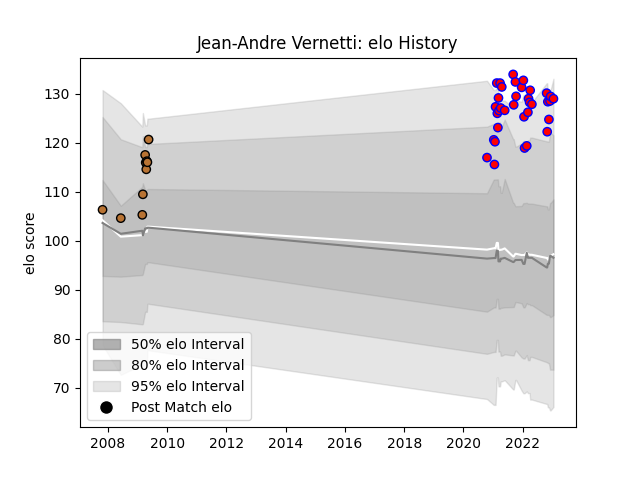 Jean-Andre Vernetti: elo History
elo score
130
120
110
100
90
80
70
50% elo Interval
80% elo Interval
95% elo Interval
Post Match elo
2008
2010
2012
2014
2016
2018
2020
2022